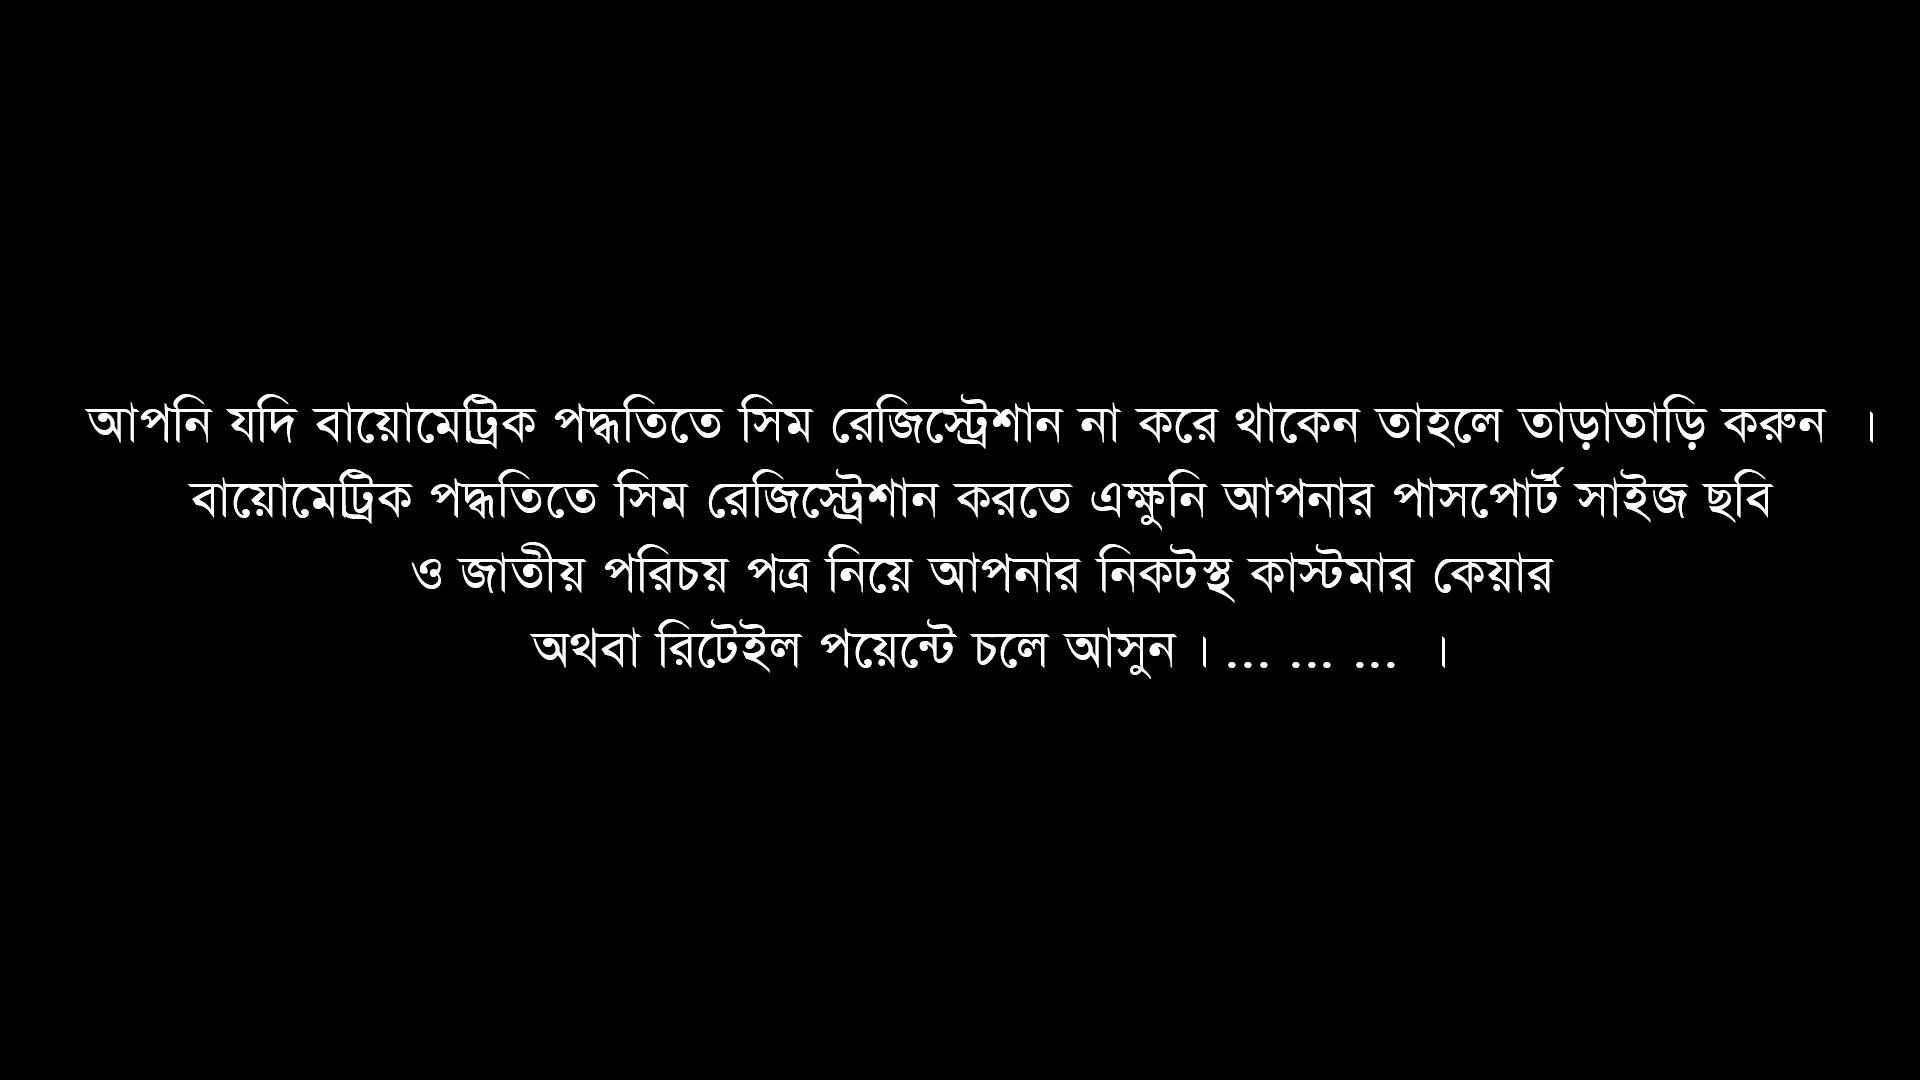 আপনি যদি বায়োমেট্রিক পদ্ধতিতে সিম রেজিস্ট্রেশান না করে থাকেন তাহলে তাড়াতাড়ি করুন ।
বায়োমেট্রিক পদ্ধতিতে সিম রেজিস্ট্রেশান করতে এক্ষুনি আপনার পাসপোর্ট সাইজ ছবি
ও জাতীয় পরিচয় পত্র নিয়ে আপনার নিকটস্থ কাস্টমার কেয়ার
অথবা রিটেইল পয়েন্টে চলে আসুন । ... ... ... ।